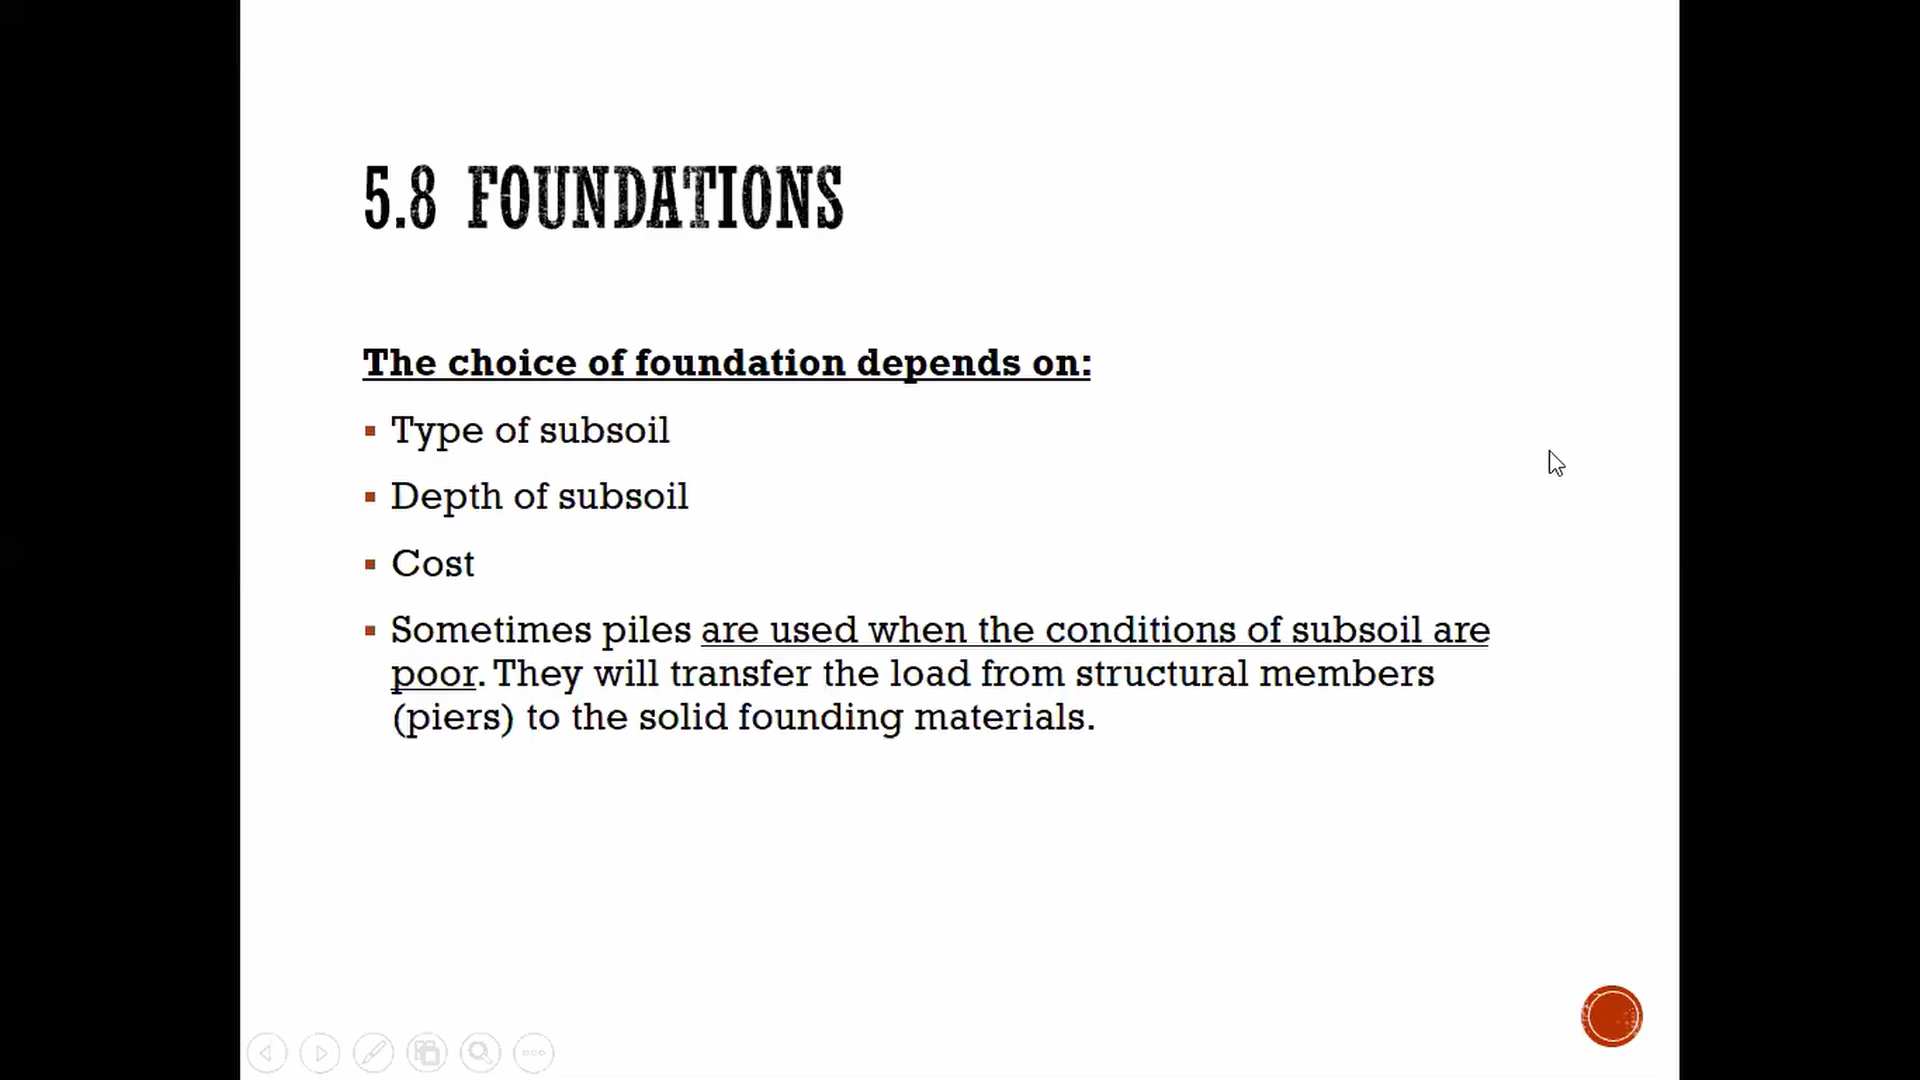 5.8 FOUNDATIONS
The choice of foundation depends on:
▪ Type of subsoil
▪ Depth of subsoil
▪ Cost
▪ Sometimes piles are used when the conditions of subsoil are
poor. They will transfer the load from structural members
(piers) to the solid founding materials.